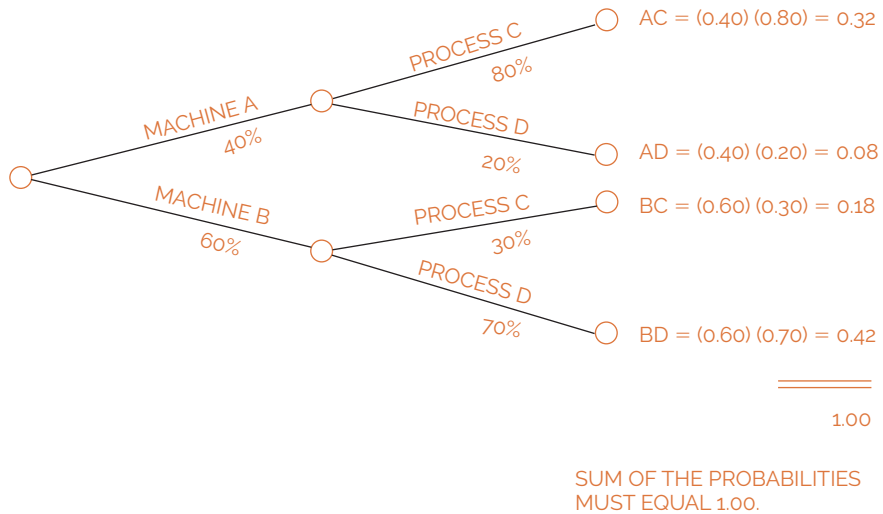 PROCESS C
80%
AC = (0.40) (0.80) = 0.32
MACHINE A
40%
PROCESS D
20%
AD = (0.40) (0.20) = 0.08
MACHINE B
60%
PROCESS C
30%
BC = (0.60) (0.30) = 0.18
PROCESS D
70%
BD = (0.60) (0.70) = 0.42
1.00
SUM OF THE PROBABILITIES
MUST EQUAL 1.00.